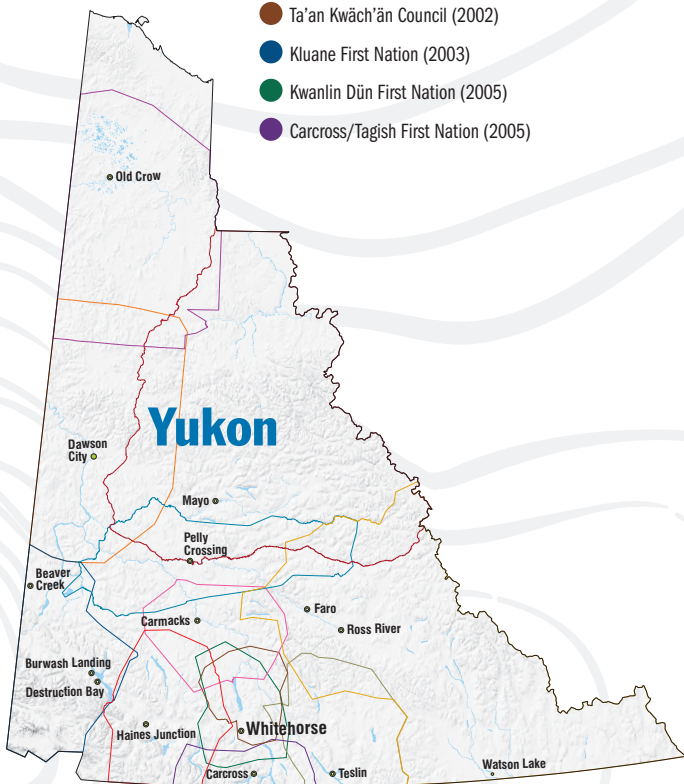 Ta'an Kwäch'än Council (2002)
Kluane First Nation (2003)
Kwanlin Dün First Nation (2005)
Carcross/Tagish First Nation (2005)
Old Crow
Yukon
Dawson
City
Mayo
Pelly
Crossing
Beaver
Creek
Faro
Carmacks
Ross River
Burwash Landing
Destruction Bay
Haines Junction
Whitehorse
Carcross
Teslin
Watson Lake